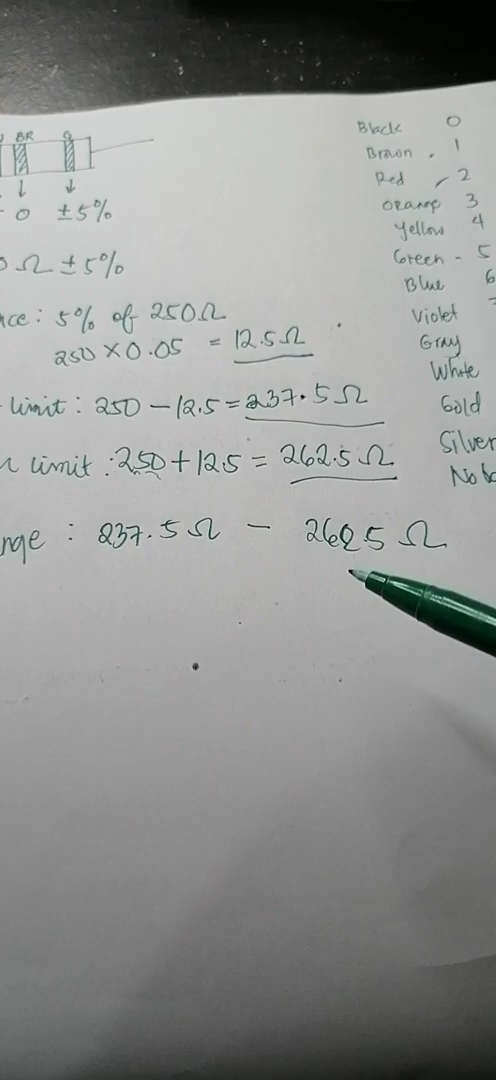 BR G
0 ±5%
Ω ±5%
nce: 5% of 250Ω
250 × 0.05 = 12.5Ω
limit: 250 - 12.5 = 237.5Ω
limit: 250 + 12.5 = 262.5Ω
nge: 237.5Ω - 262.5Ω
Black 0
Brown . 1
Red 2
Orange 3
Yellow 4
Green - 5
Blue 6
Violet
Gray
White
Gold
Silver
No